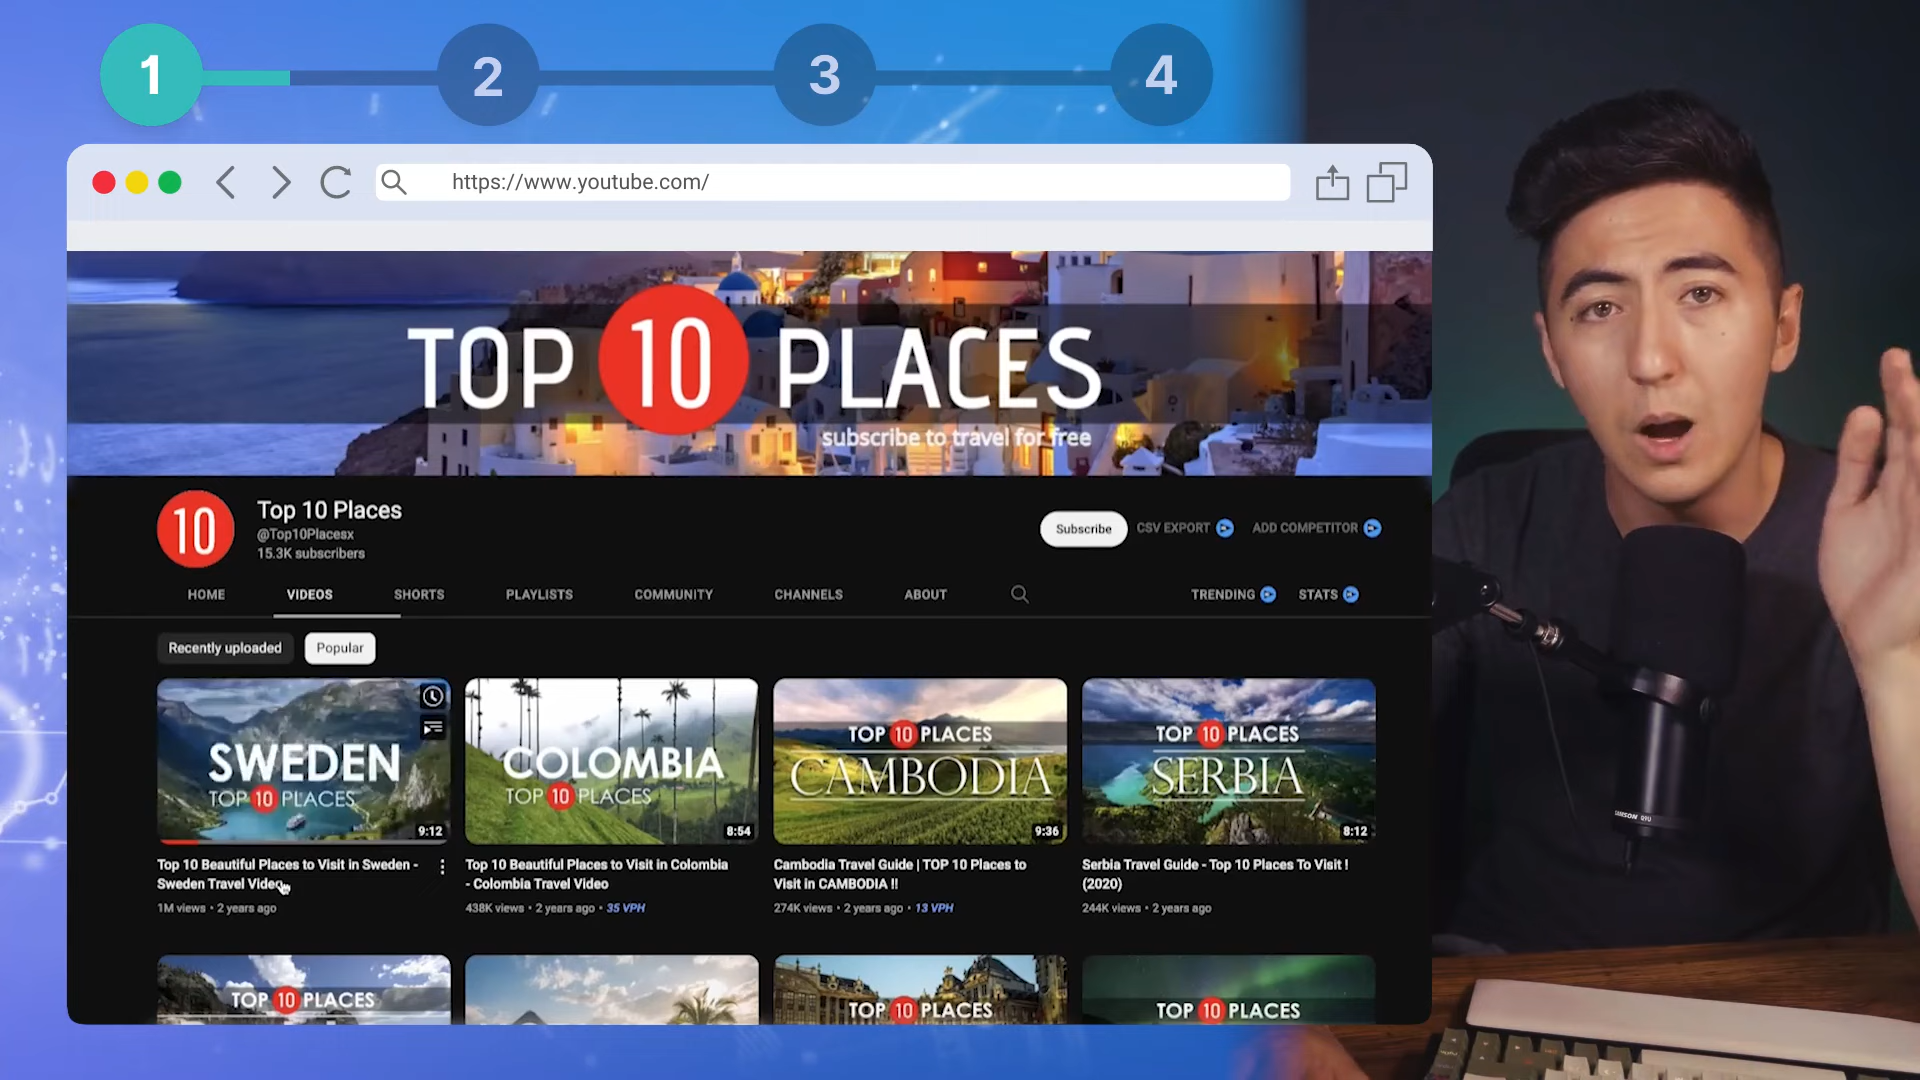 1 2 3 4
https://www.youtube.com/
TOP 10 PLACES
subscribe to travel for free
10
Top 10 Places
@Top10Placesx
15.3K subscribers
Subscribe CSV EXPORT ADD COMPETITOR
HOME VIDEOS SHORTS PLAYLISTS COMMUNITY CHANNELS ABOUT TRENDING STATS
Recently uploaded Popular
SWEDEN
TOP 10 PLACES
9:12
COLOMBIA
TOP 10 PLACES
8:54
TOP 10 PLACES
CAMBODIA
9:36
TOP 10 PLACES
SERBIA
8:12
Top 10 Beautiful Places to Visit in Sweden -
Sweden Travel Video
1M views • 2 years ago
Top 10 Beautiful Places to Visit in Colombia
- Colombia Travel Video
438K views • 2 years ago • 35 VPH
Cambodia Travel Guide | TOP 10 Places to
Visit in CAMBODIA !!
274K views • 2 years ago • 13 VPH
Serbia Travel Guide - Top 10 Places To Visit !
(2020)
244K views • 2 years ago
TOP 10 PLACES
TOP 10 PLACES
TOP 10 PLACES
SAMSON Q9U